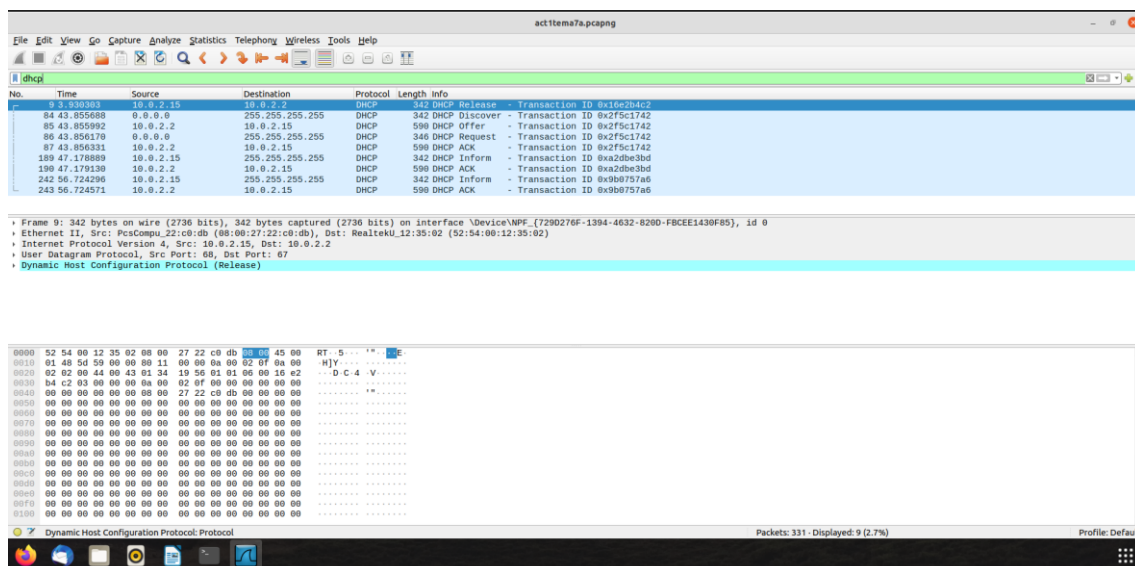 act1tema7a.pcapng
File Edit View Go Capture Analyze Statistics Telephony Wireless Tools Help
dhcp
No. Time Source Destination Protocol Length Info
9 3.930303 10.0.2.15 10.0.2.2 DHCP 342 DHCP Release - Transaction ID 0x16e2b4c2
84 43.855688 0.0.0.0 255.255.255.255 DHCP 342 DHCP Discover - Transaction ID 0x2f5c1742
85 43.855992 10.0.2.2 10.0.2.15 DHCP 590 DHCP Offer - Transaction ID 0x2f5c1742
86 43.856170 0.0.0.0 255.255.255.255 DHCP 346 DHCP Request - Transaction ID 0x2f5c1742
87 43.856331 10.0.2.2 10.0.2.15 DHCP 590 DHCP ACK - Transaction ID 0x2f5c1742
189 47.178889 10.0.2.15 255.255.255.255 DHCP 342 DHCP Inform - Transaction ID 0xa2dbe3bd
190 47.179130 10.0.2.2 10.0.2.15 DHCP 590 DHCP ACK - Transaction ID 0xa2dbe3bd
242 56.724296 10.0.2.15 255.255.255.255 DHCP 342 DHCP Inform - Transaction ID 0x9b0757a6
243 56.724571 10.0.2.2 10.0.2.15 DHCP 590 DHCP ACK - Transaction ID 0x9b0757a6
Frame 9: 342 bytes on wire (2736 bits), 342 bytes captured (2736 bits) on interface \Device\NPF_{729D276F-1394-4632-820D-FBCEE1430F85}, id 0
Ethernet II, Src: PcsCompu_22:c0:db (08:00:27:22:c0:db), Dst: RealtekU_12:35:02 (52:54:00:12:35:02)
Internet Protocol Version 4, Src: 10.0.2.15, Dst: 10.0.2.2
User Datagram Protocol, Src Port: 68, Dst Port: 67
Dynamic Host Configuration Protocol (Release)
0000 52 54 00 12 35 02 08 00 27 22 c0 db 08 00 45 00 RT··5··· '"····E·
0010 01 48 5d 59 00 00 80 11 00 00 0a 00 02 0f 0a 00 ·H]Y···· ········
0020 02 02 00 44 00 43 01 34 19 56 01 01 06 00 16 e2 ···D·C·4 ·V······
0030 b4 c2 03 00 00 00 0a 00 02 0f 00 00 00 00 00 00 ········ ········
0040 00 00 00 00 00 00 08 00 27 22 c0 db 00 00 00 00 ········ '"······
0050 00 00 00 00 00 00 00 00 00 00 00 00 00 00 00 00 ········ ········
0060 00 00 00 00 00 00 00 00 00 00 00 00 00 00 00 00 ········ ········
0070 00 00 00 00 00 00 00 00 00 00 00 00 00 00 00 00 ········ ········
0080 00 00 00 00 00 00 00 00 00 00 00 00 00 00 00 00 ········ ········
0090 00 00 00 00 00 00 00 00 00 00 00 00 00 00 00 00 ········ ········
00a0 00 00 00 00 00 00 00 00 00 00 00 00 00 00 00 00 ········ ········
00b0 00 00 00 00 00 00 00 00 00 00 00 00 00 00 00 00 ········ ········
00c0 00 00 00 00 00 00 00 00 00 00 00 00 00 00 00 00 ········ ········
00d0 00 00 00 00 00 00 00 00 00 00 00 00 00 00 00 00 ········ ········
00e0 00 00 00 00 00 00 00 00 00 00 00 00 00 00 00 00 ········ ········
00f0 00 00 00 00 00 00 00 00 00 00 00 00 00 00 00 00 ········ ········
0100 00 00 00 00 00 00 00 00 00 00 00 00 00 00 00 00 ········ ········
Dynamic Host Configuration Protocol: Protocol Packets: 331 · Displayed: 9 (2.7%) Profile: Defau